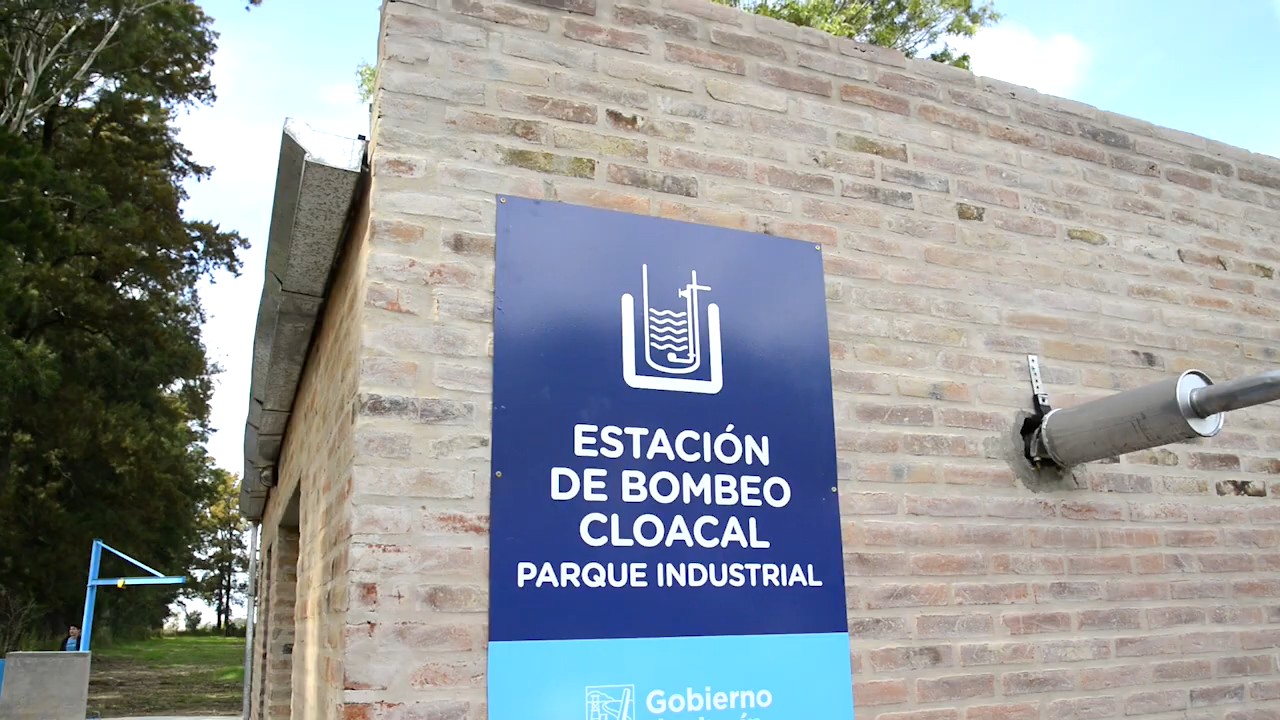 ESTACIÓN
DE BOMBEO
CLOACAL
PARQUE INDUSTRIAL
Gobierno